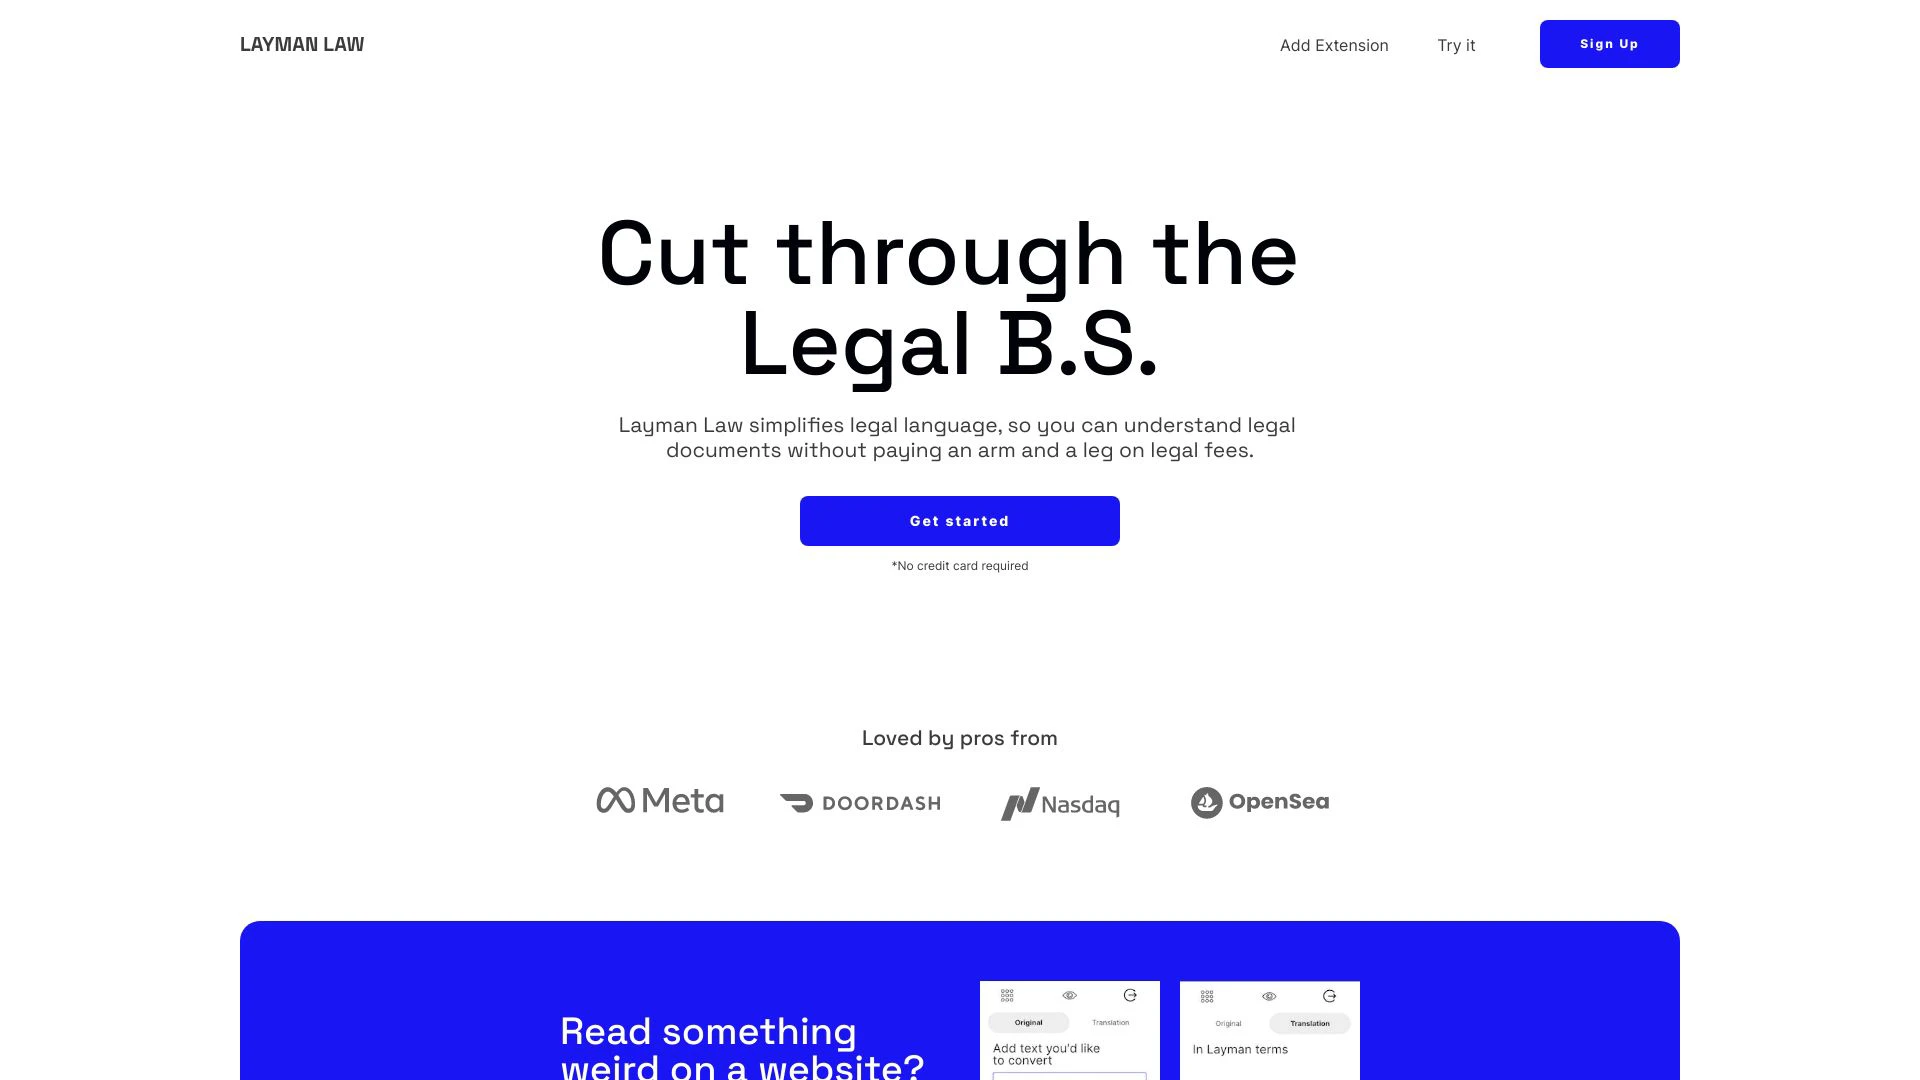 LAYMAN LAW
Add Extension
Try it
Sign Up
Cut through the
Legal B.S.
Layman Law simplifies legal language, so you can understand legal
documents without paying an arm and a leg on legal fees.
Get started
*No credit card required
Loved by pros from
Meta
DOORDASH
Nasdaq
OpenSea
Read something
weird on a website?
Original
Translation
Add text you'd like
to convert
Original
Translation
In Layman terms